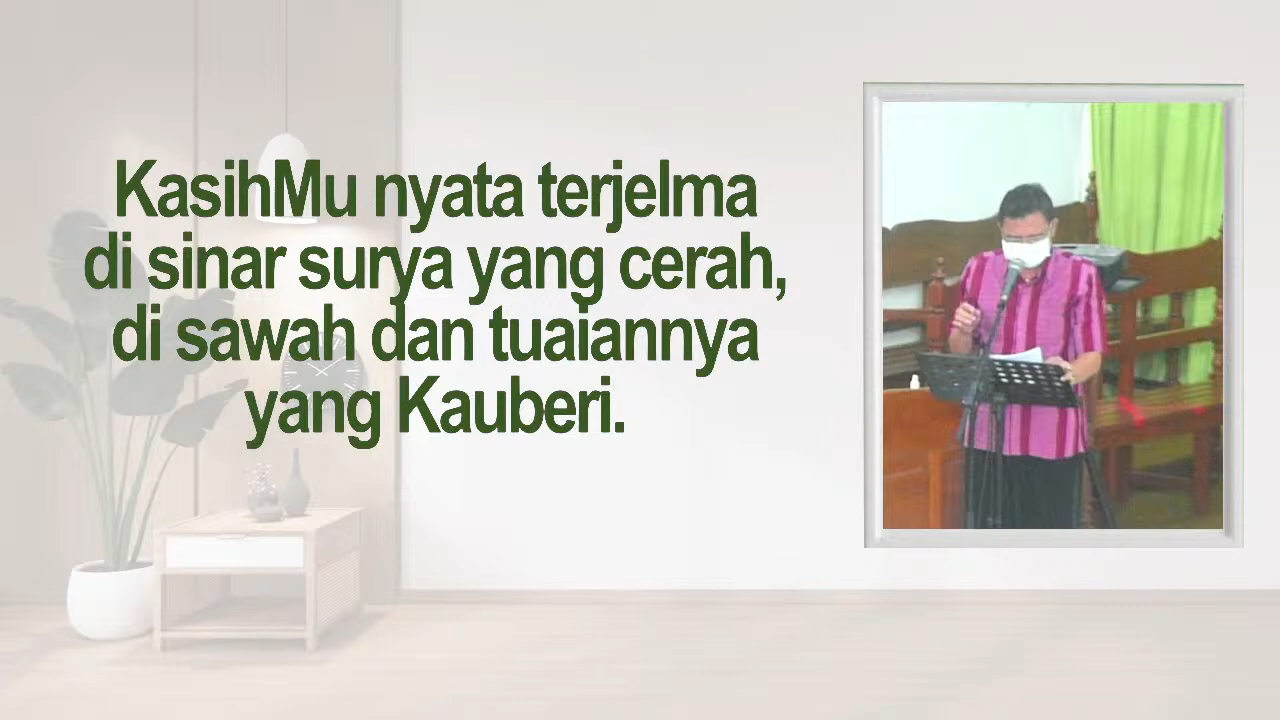 KasihMu nyata terjelma
di sinar surya yang cerah,
di sawah dan tuaiannya
yang Kauberi.